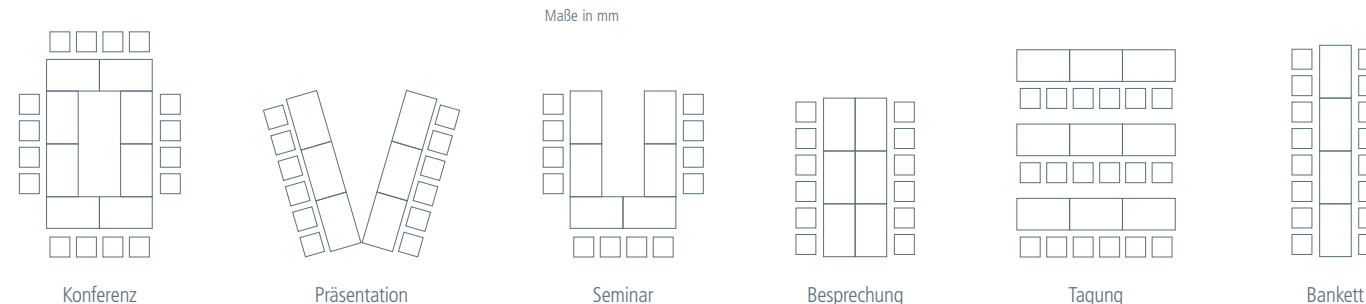 Maße in mm
Konferenz
Präsentation
Seminar
Besprechung
Tagung
Bankett